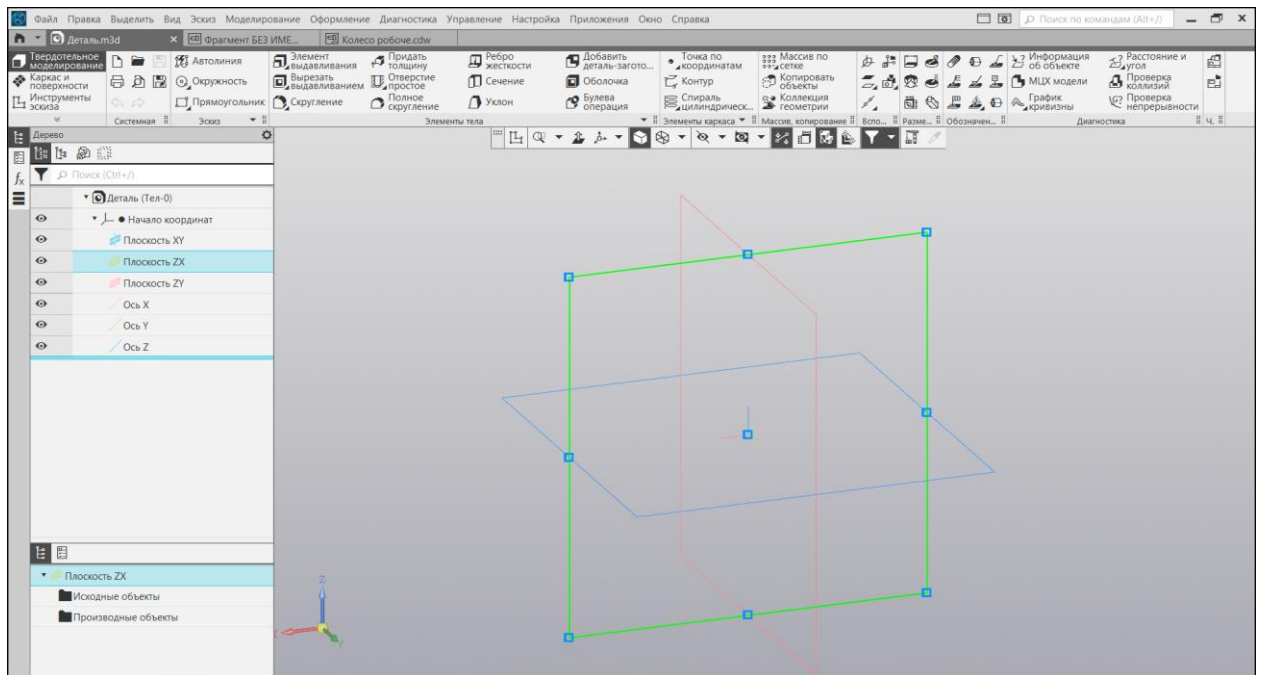 Файл Правка Выделить Вид Эскиз Моделирование Оформление Диагностика Управление Настройка Приложения Окно Справка
Поиск по командам (Alt+/)
Деталь.m3d
Фрагмент БЕЗ ИМЕ...
Колесо робоче.cdw
Твердотельное моделирование
Каркас и поверхности
Инструменты эскиза
Системная
Автолиния
Окружность
Прямоугольник
Эскиз
Элемент выдавливания
Вырезать выдавливанием
Скругление
Придать толщину
Отверстие простое
Полное скругление
Ребро жесткости
Сечение
Уклон
Добавить деталь-загото...
Оболочка
Булева операция
Элементы тела
Точка по координатам
Контур
Спираль цилиндрическ...
Элементы каркаса
Массив по сетке
Копировать объекты
Коллекция геометрии
Массив, копирование
Вспо...
Разме...
Обозначен...
Информация об объекте
МЦХ модели
График кривизны
Расстояние и угол
Проверка коллизий
Проверка непрерывности
Диагностика
Ч.
Дерево
Поиск (Ctrl+/)
Деталь (Тел-0)
Начало координат
Плоскость XY
Плоскость ZX
Плоскость ZY
Ось X
Ось Y
Ось Z
Плоскость ZX
Исходные объекты
Производные объекты
Z
Y